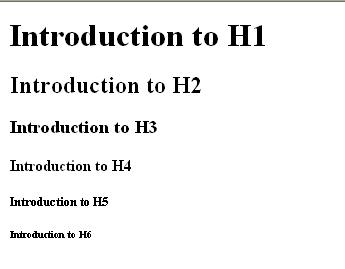 Introduction to H1
Introduction to H2
Introduction to H3
Introduction to H4
Introduction to H5
Introduction to H6